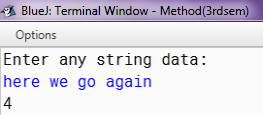 BlueJ: Terminal Window - Method(3rdsem)
Options
Enter any string data:
here we go again
4